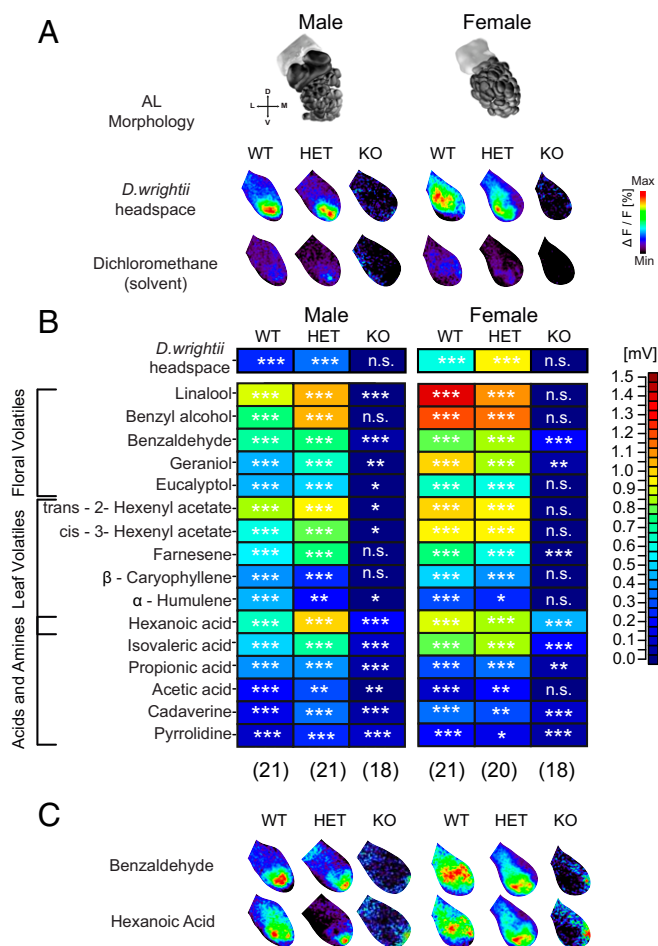 A
Male Female
AL
Morphology
D
L M
V
WT HET KO WT HET KO
D.wrightii
headspace
Dichloromethane
(solvent)
Max
Δ F / F [%]
Min
B
Male Female
WT HET KO WT HET KO
[mV]
D.wrightii
headspace *** *** n.s. *** *** n.s.
Floral Volatiles
Linalool *** *** *** *** *** n.s.
Benzyl alcohol *** *** n.s. *** *** n.s.
Benzaldehyde *** *** *** *** *** ***
Geraniol *** *** ** *** *** **
Eucalyptol *** *** * *** *** n.s.
Leaf Volatiles
trans - 2- Hexenyl acetate *** *** * *** *** n.s.
cis - 3- Hexenyl acetate *** *** * *** *** n.s.
Farnesene *** *** n.s. *** *** ***
β - Caryophyllene *** *** n.s. *** *** n.s.
α - Humulene *** ** * *** * n.s.
Acids and Amines
Hexanoic acid *** *** *** *** *** ***
Isovaleric acid *** *** *** *** *** ***
Propionic acid *** *** *** *** *** **
Acetic acid *** ** ** *** ** n.s.
Cadaverine *** *** *** *** ** ***
Pyrrolidine *** *** *** *** * ***
(21) (21) (18) (21) (20) (18)
1.5
1.4
1.3
1.2
1.1
1.0
0.9
0.8
0.7
0.6
0.5
0.4
0.3
0.2
0.1
0.0
C
WT HET KO WT HET KO
Benzaldehyde
Hexanoic Acid